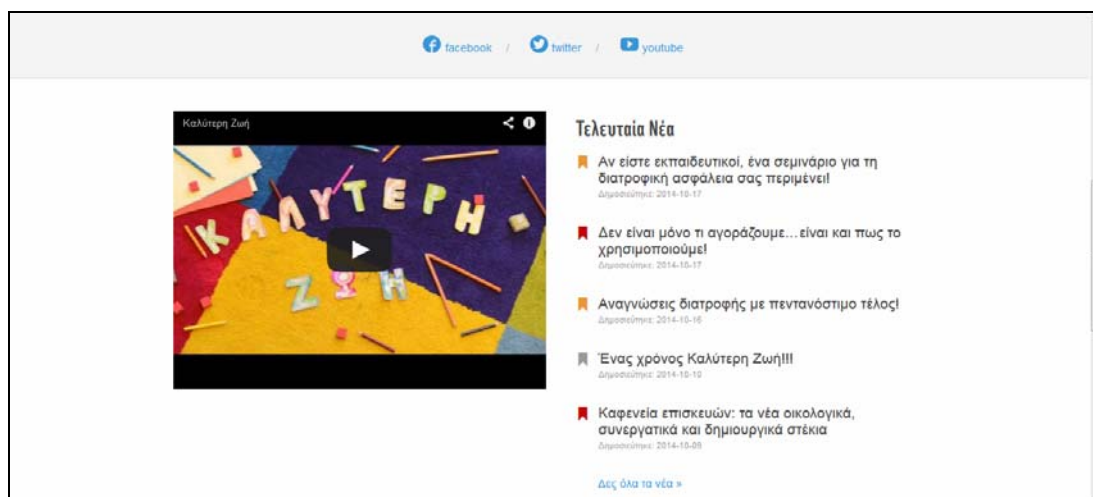 facebook / twitter / youtube
Καλύτερη Ζωή
ΚΑΛΥΤΕΡΗ
ΖΩΗ
Τελευταία Νέα
Αν είστε εκπαιδευτικοί, ένα σεμινάριο για τη
διατροφική ασφάλεια σας περιμένει!
Δημοσιεύτηκε: 2014-10-17
Δεν είναι μόνο τι αγοράζουμε...είναι και πως το
χρησιμοποιούμε!
Δημοσιεύτηκε: 2014-10-17
Αναγνώσεις διατροφής με πεντανόστιμο τέλος!
Δημοσιεύτηκε: 2014-10-16
Ένας χρόνος Καλύτερη Ζωή!!!
Δημοσιεύτηκε: 2014-10-10
Καφενεία επισκευών: τα νέα οικολογικά,
συνεργατικά και δημιουργικά στέκια
Δημοσιεύτηκε: 2014-10-09
Δες όλα τα νέα »